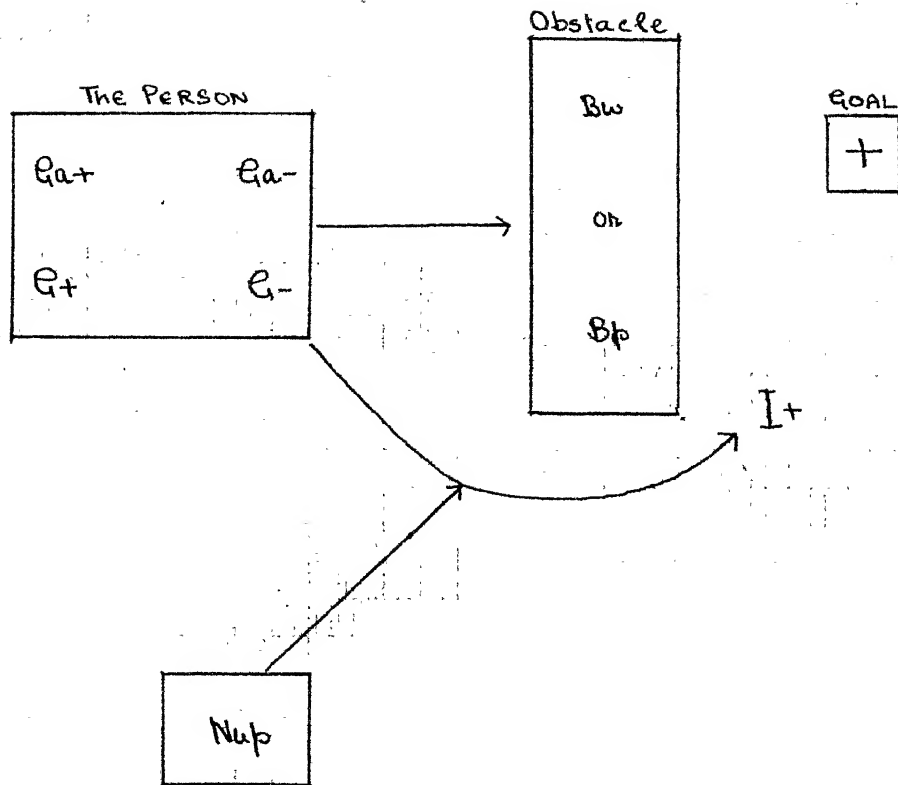 Obstacle
THE PERSON
GOAL
Bw
+
Ga+ Ga-
or
G+ G-
Bp
I+
Nup